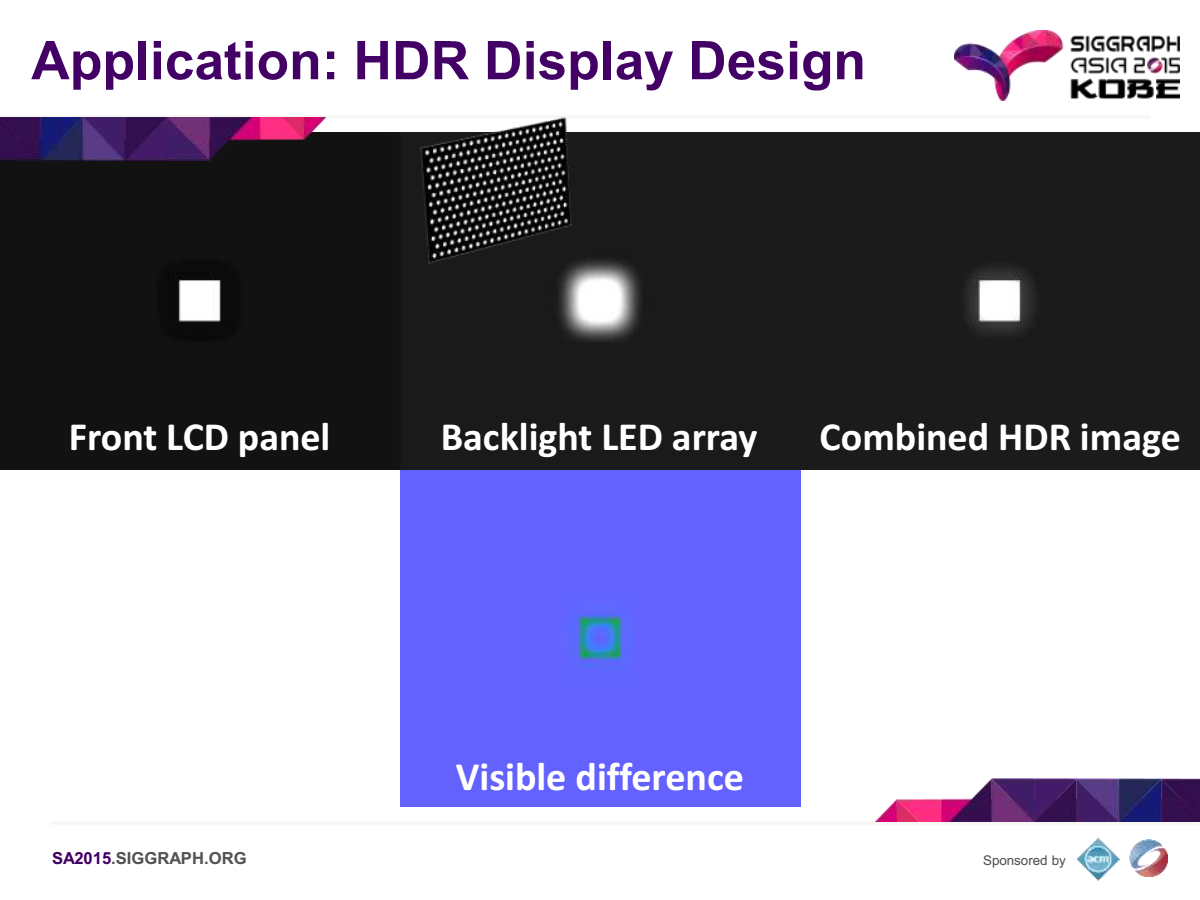 Application: HDR Display Design
SIGGRAPH
ASIA 2015
KOBE
Front LCD panel
Backlight LED array
Combined HDR image
Visible difference
SA2015.SIGGRAPH.ORG
Sponsored by
acm